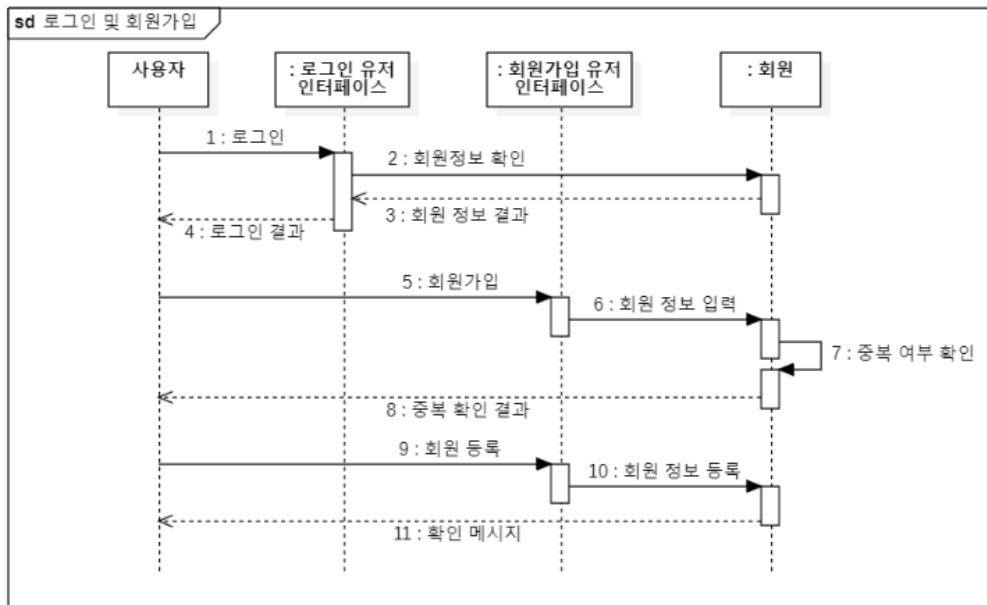 sd 로그인 및 회원가입
사용자
: 로그인 유저
인터페이스
: 회원가입 유저
인터페이스
: 회원
1 : 로그인
2 : 회원정보 확인
3 : 회원 정보 결과
4 : 로그인 결과
5 : 회원가입
6 : 회원 정보 입력
7 : 중복 여부 확인
8 : 중복 확인 결과
9 : 회원 등록
10 : 회원 정보 등록
11 : 확인 메시지